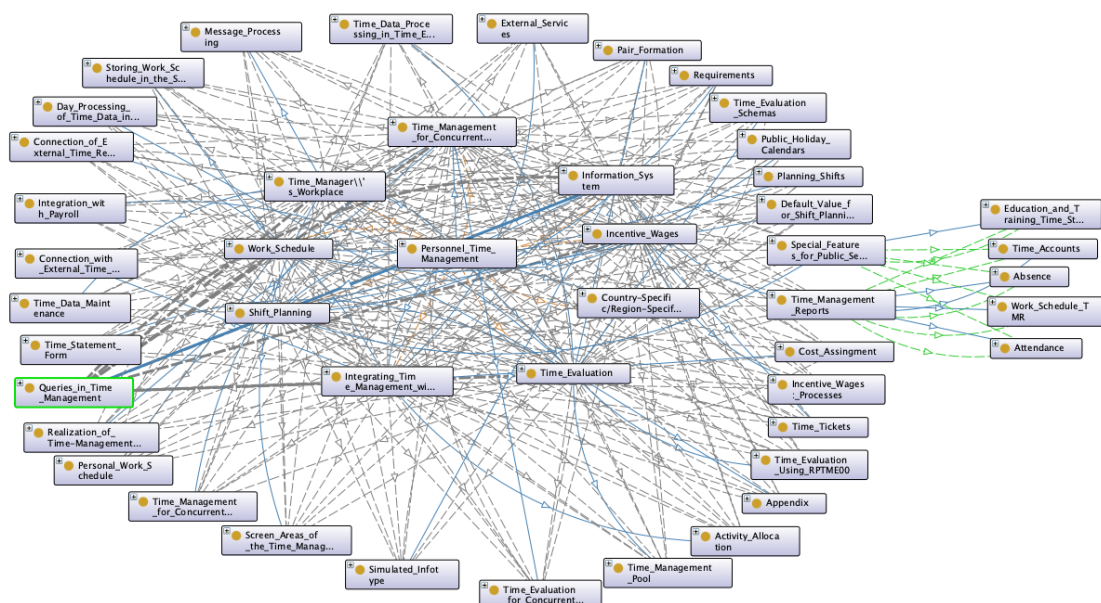 Time_Data_Proce
ssing_in_Time_E...
External_Servic
es
Message_Process
ing
Pair_Formation
Storing_Work_Sc
hedule_in_the_S...
Requirements
Day_Processing_
of_Time_Data_in...
Time_Evaluation
_Schemas
Time_Management
_for_Concurrent...
Connection_of_E
xternal_Time_Re...
Public_Holiday_
Calendars
Time_Manager\\'
s_Workplace
Information_Sys
tem
Planning_Shifts
Integration_wit
h_Payroll
Default_Value_f
or_Shift_Planni...
Education_and_T
raining_Time_St...
Work_Schedule
Personnel_Time_
Management
Incentive_Wages
Special_Feature
s_for_Public_Se...
Time_Accounts
Connection_with
_External_Time_...
Absence
Time_Data_Maint
enance
Shift_Planning
Country-Specifi
c/Region-Specif...
Time_Management
_Reports
Work_Schedule_T
MR
Time_Statement_
Form
Attendance
Cost_Assingment
Queries_in_Time
_Management
Integrating_Tim
e_Management_wi...
Time_Evaluation
Incentive_Wages
:_Processes
Realization_of_
Time-Management...
Time_Tickets
Personal_Work_S
chedule
Time_Evaluation
_Using_RPTME00
Time_Management
_for_Concurrent...
Appendix
Screen_Areas_of
_the_Time_Manag...
Activity_Alloca
tion
Simulated_Infot
ype
Time_Management
_Pool
Time_Evaluation
_for_Concurrent...